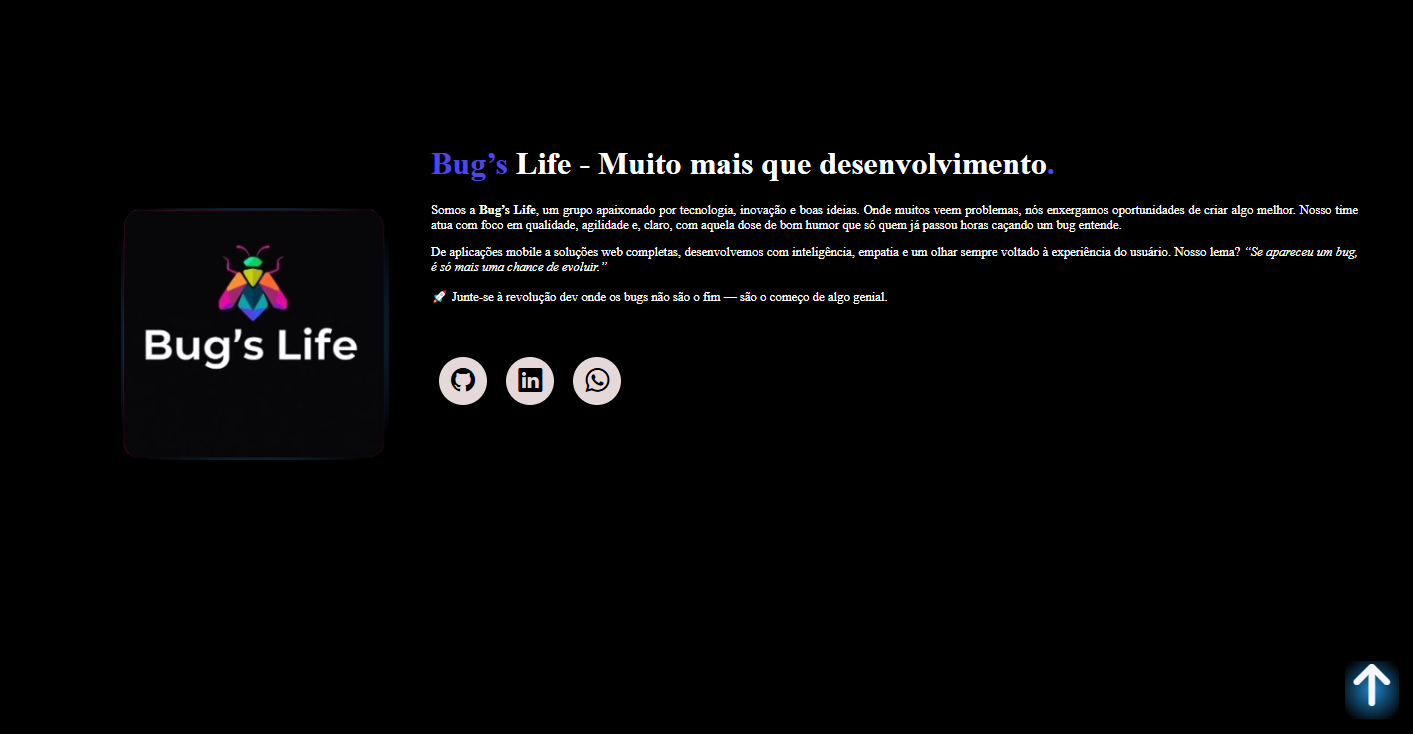 Bug’s Life - Muito mais que desenvolvimento.
Somos a Bug’s Life, um grupo apaixonado por tecnologia, inovação e boas ideias. Onde muitos veem problemas, nós enxergamos oportunidades de criar algo melhor. Nosso time
atua com foco em qualidade, agilidade e, claro, com aquela dose de bom humor que só quem já passou horas caçando um bug entende.
De aplicações mobile a soluções web completas, desenvolvemos com inteligência, empatia e um olhar sempre voltado à experiência do usuário. Nosso lema? “Se apareceu um bug,
é só mais uma chance de evoluir.”
🚀 Junte-se à revolução dev onde os bugs não são o fim — são o começo de algo genial.
Bug’s Life
in